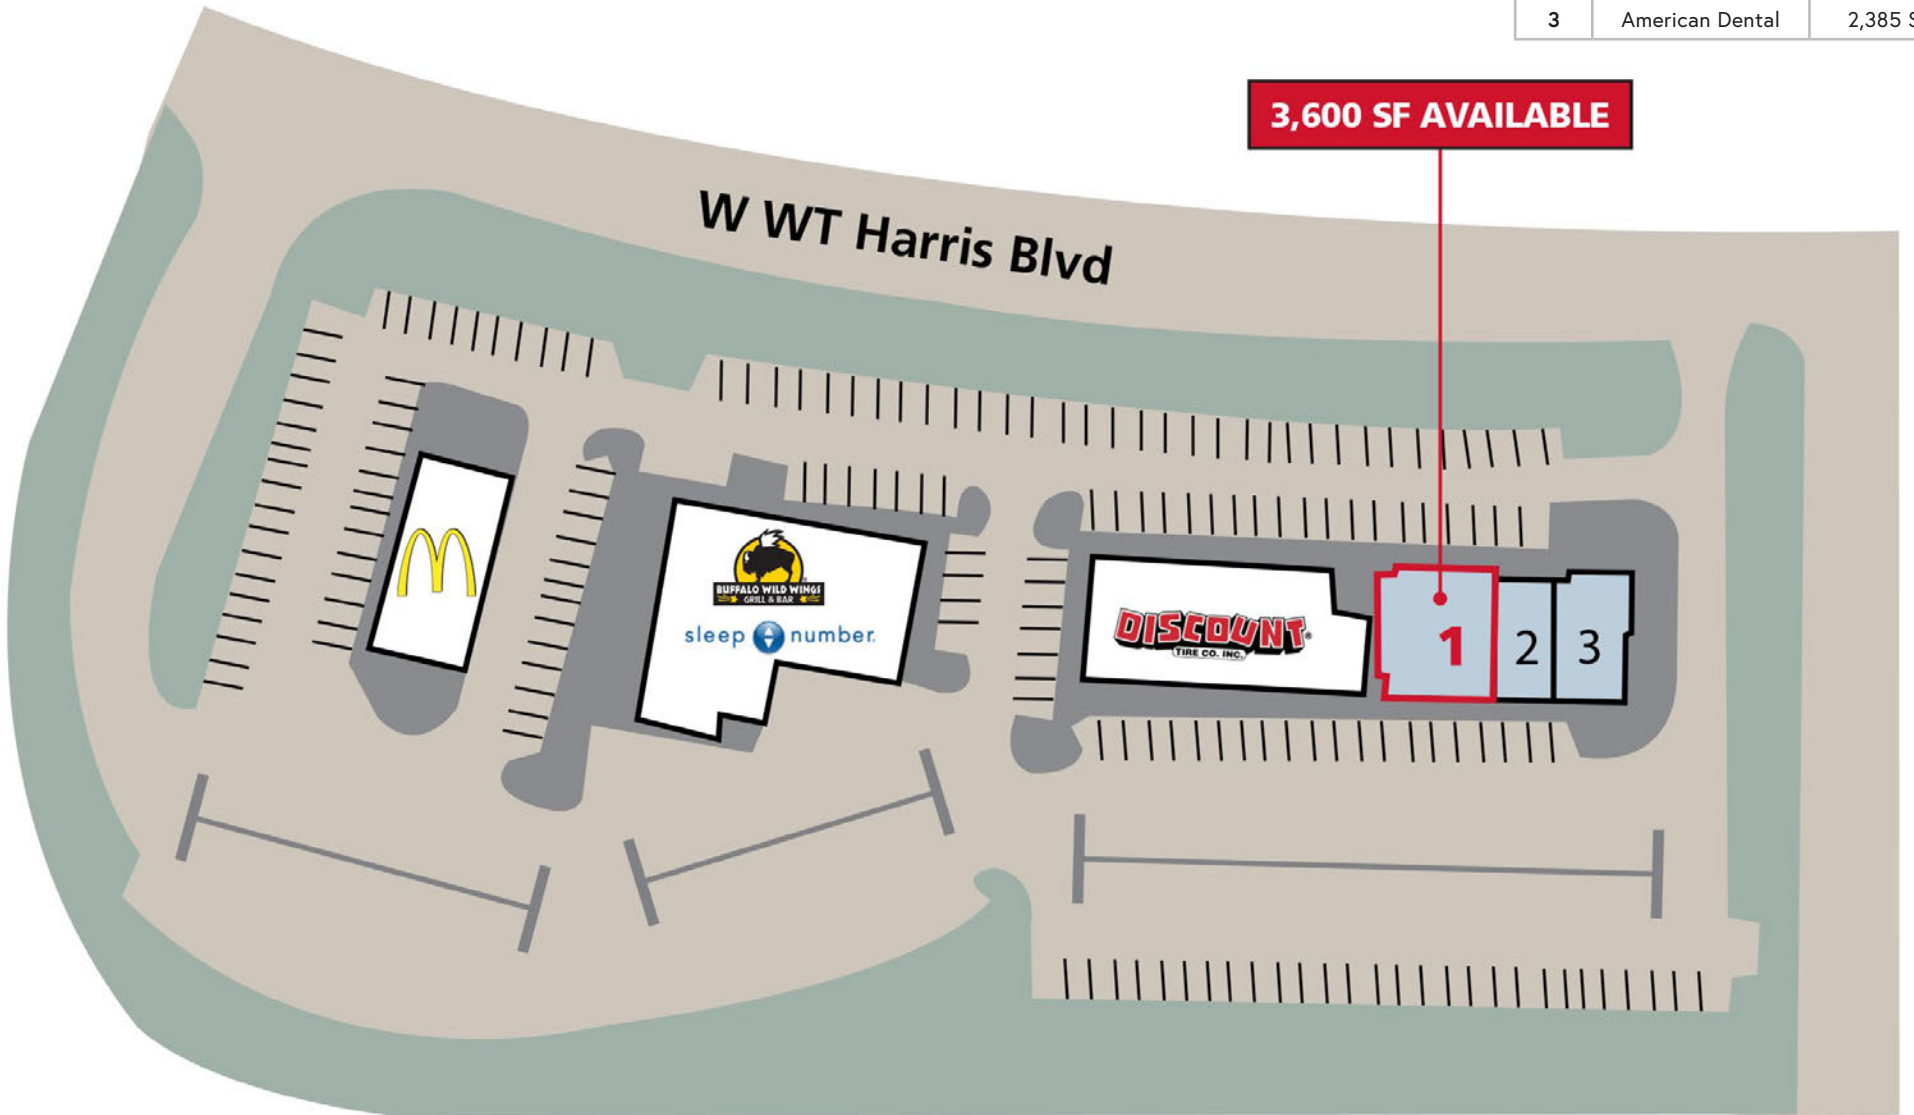 3 American Dental 2,385 S
3,600 SF AVAILABLE
W WT Harris Blvd
BUFFALO WILD WINGS
GRILL & BAR
sleep number.
DISCOUNT
TIRE CO. INC.
1
2
3